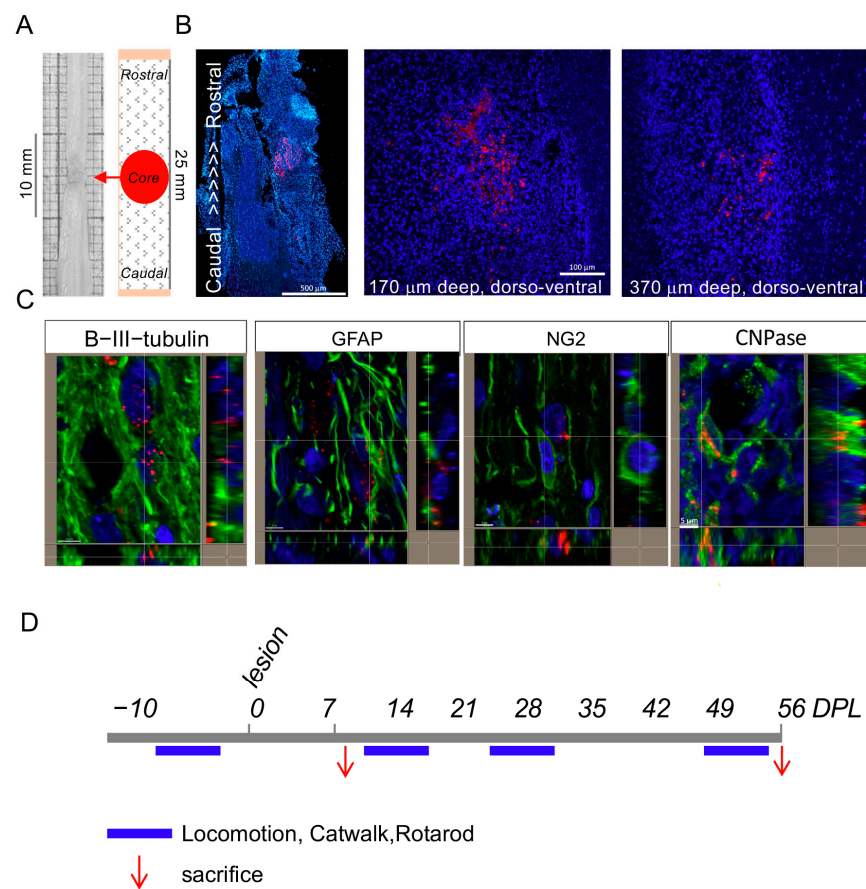 A
B
Rostral
Core
Caudal
10 mm
25 mm
Caudal >>>>>>> Rostral
500 µm
170 µm deep, dorso-ventral
100 µm
370 µm deep, dorso-ventral
C
B−III−tubulin
GFAP
NG2
CNPase
5 µm
D
lesion
−10 0 7 14 21 28 35 42 49 56 DPL
Locomotion, Catwalk,Rotarod
sacrifice